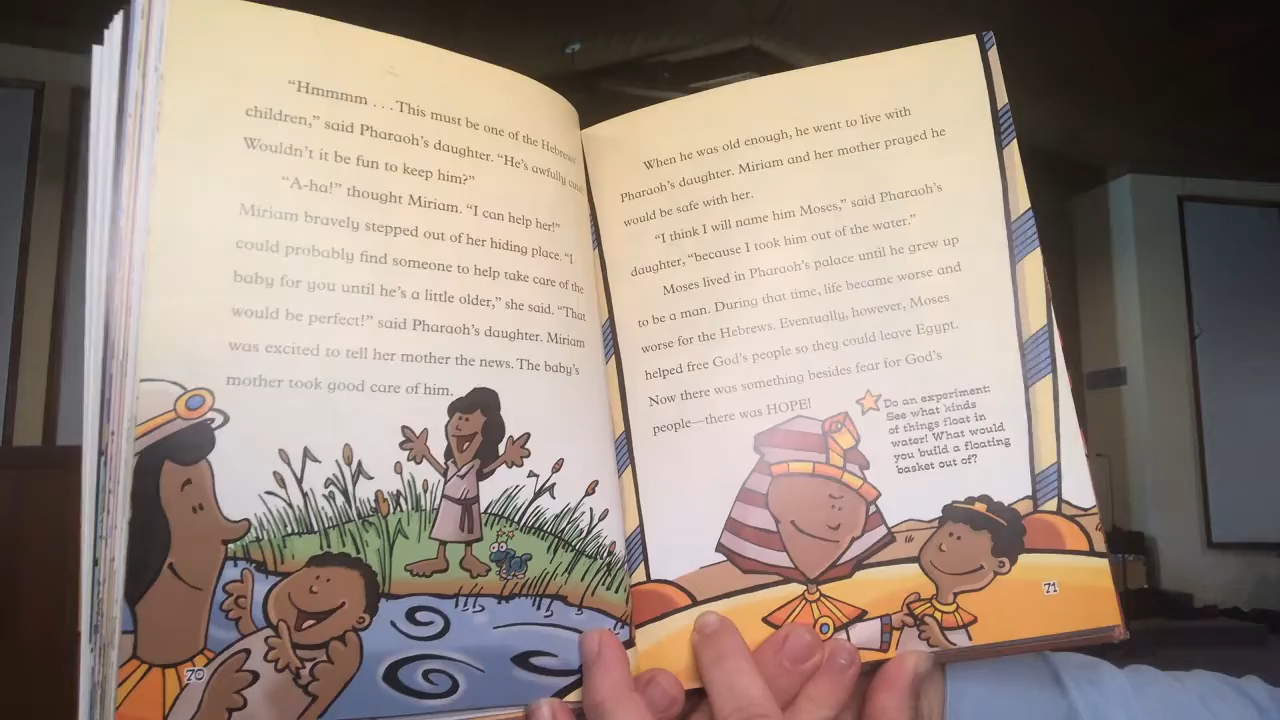 "Hmmmm . . . This must be one of the Hebrews'
children," said Pharaoh's daughter. "He's awfully
Wouldn't it be fun to keep him?"
"A-ha!" thought Miriam. "I can help her!"
Miriam bravely stepped out of her hiding place. "I
could probably find someone to help take care of the
baby for you until he's a little older," she said. "That
would be perfect!" said Pharaoh's daughter. Miriam
was excited to tell her mother the news. The baby's
mother took good care of him.
70
When he was old enough, he went to live with
Pharaoh's daughter. Miriam and her mother prayed he
would be safe with her.
"I think I will name him Moses," said Pharaoh's
daughter, "because I took him out of the water."
Moses lived in Pharaoh's palace until he grew up
to be a man. During that time, life became worse and
worse for the Hebrews. Eventually, however, Moses
helped free God's people so they could leave Egypt.
Now there was something besides fear for God's
people—there was HOPE!
Do an experiment:
See what kinds
of things float in
water! What would
you build a floating
basket out of?
71